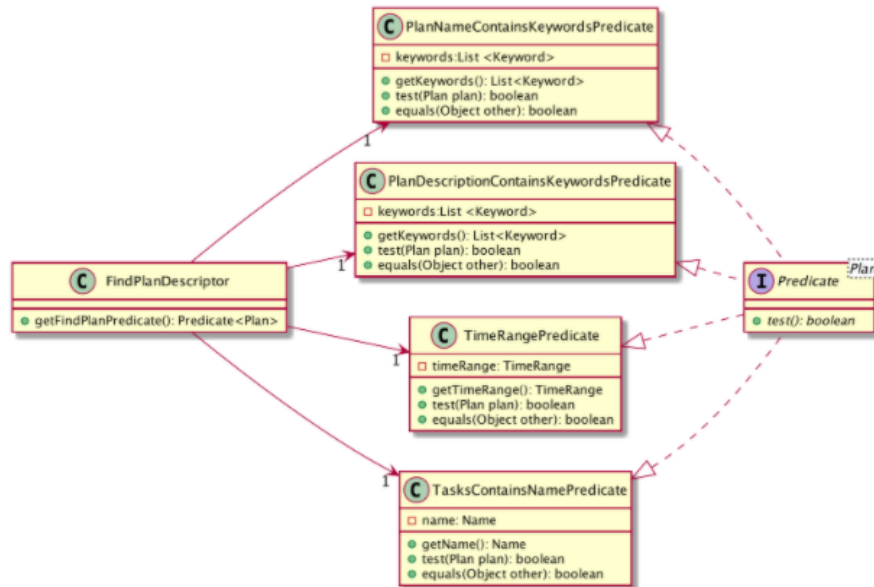 C PlanNameContainsKeywordsPredicate
keywords:List <Keyword>
getKeywords(): List<Keyword>
test(Plan plan): boolean
equals(Object other): boolean
1
C PlanDescriptionContainsKeywordsPredicate
keywords:List <Keyword>
getKeywords(): List<Keyword>
test(Plan plan): boolean
equals(Object other): boolean
1
C FindPlanDescriptor
getFindPlanPredicate(): Predicate<Plan>
Plan
I Predicate
test(): boolean
C TimeRangePredicate
timeRange: TimeRange
getTimeRange(): TimeRange
test(Plan plan): boolean
equals(Object other): boolean
1
C TasksContainsNamePredicate
name: Name
getName(): Name
test(Plan plan): boolean
equals(Object other): boolean
1